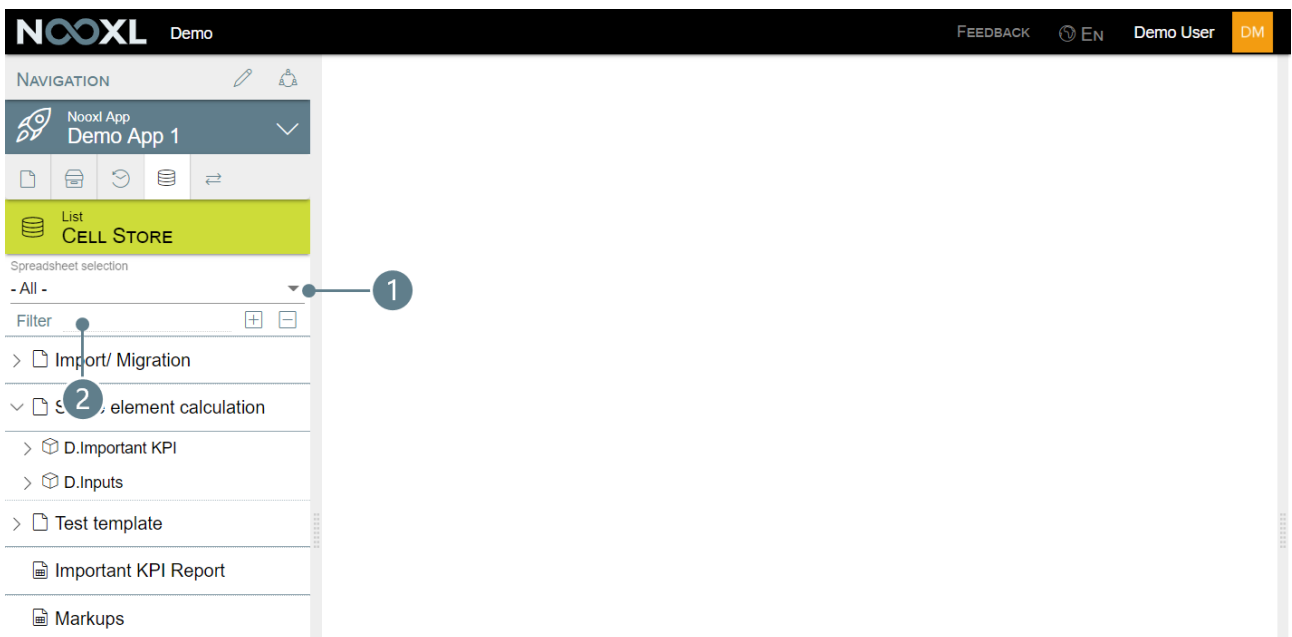 NOOXL Demo FEEDBACK EN Demo User DM
NAVIGATION
Nooxl App
Demo App 1
List
CELL STORE
Spreadsheet selection
- All -
1
Filter
Import/ Migration
2
element calculation
D.Important KPI
D.Inputs
Test template
Important KPI Report
Markups